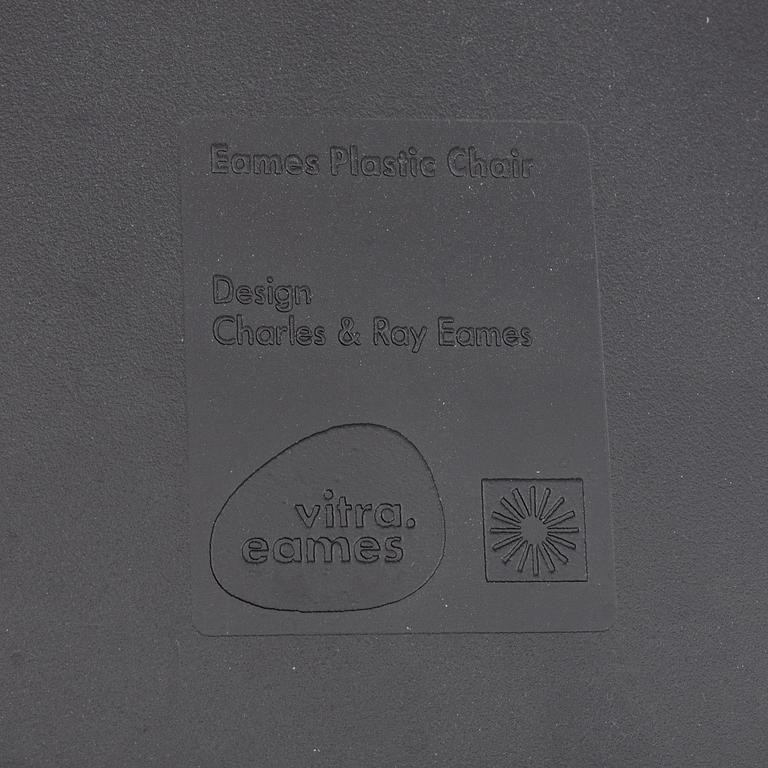 Eames Plastic Chair
Design
Charles & Ray Eames
vitra.
eames